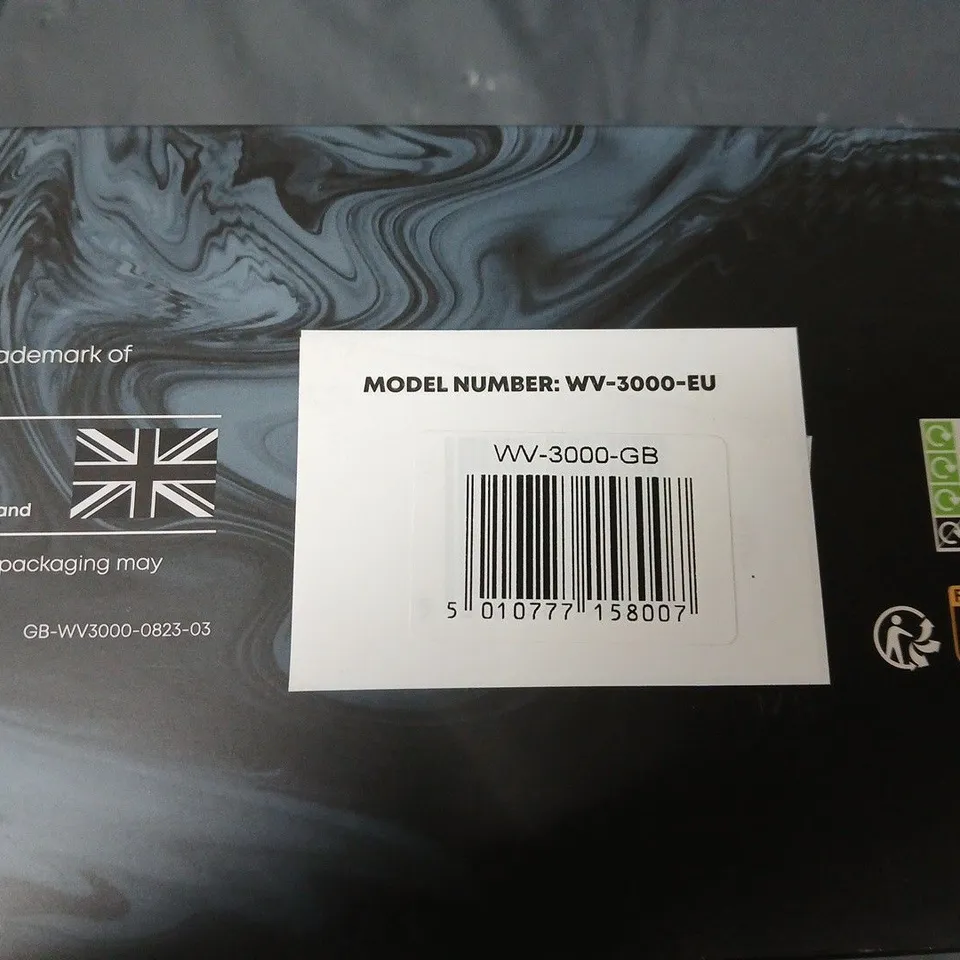 ademark of
MODEL NUMBER: WV-3000-EU
WV-3000-GB
5 010777 158007
and
packaging may
GB-WV3000-0823-03